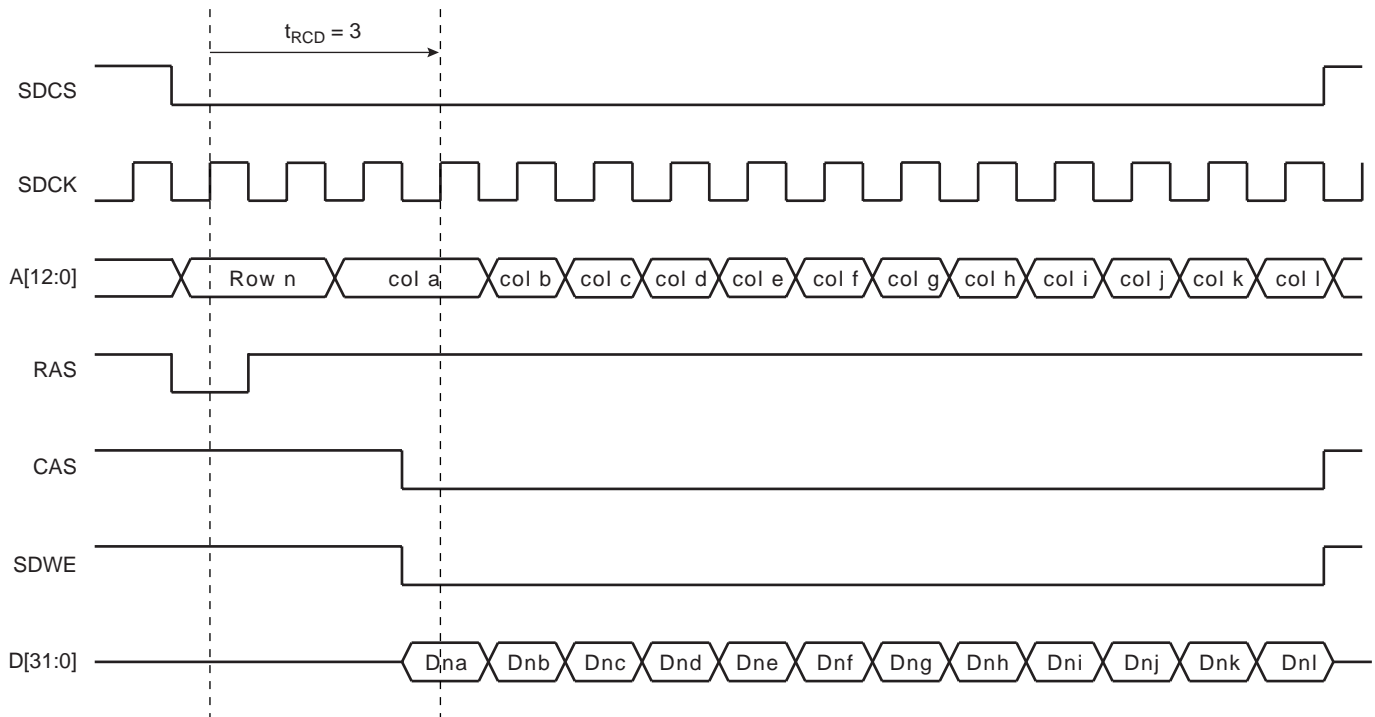 tRCD = 3
SDCS
SDCK
A[12:0] Row n col a col b col c col d col e col f col g col h col i col j col k col l
RAS
CAS
SDWE
D[31:0] Dna Dnb Dnc Dnd Dne Dnf Dng Dnh Dni Dnj Dnk Dnl